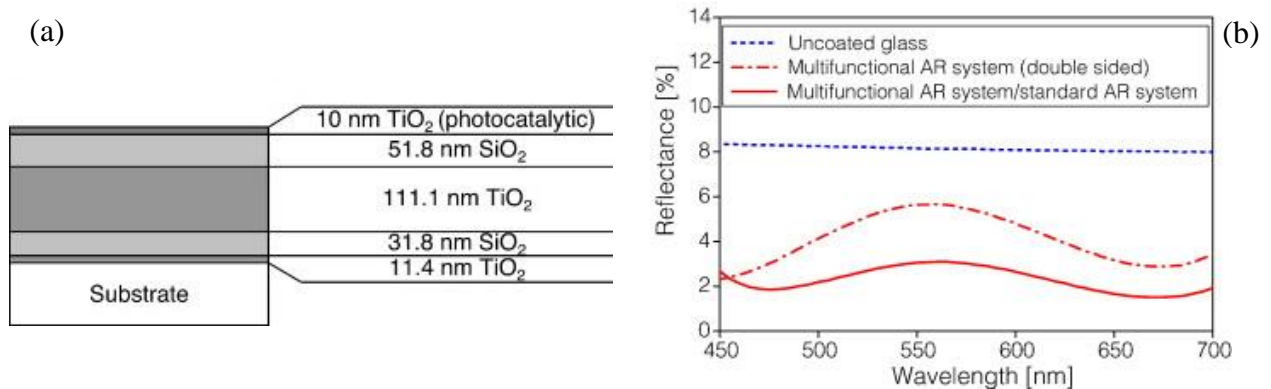 (a)
10 nm TiO₂ (photocatalytic)
51.8 nm SiO₂
111.1 nm TiO₂
31.8 nm SiO₂
11.4 nm TiO₂
Substrate
(b)
Uncoated glass
Multifunctional AR system (double sided)
Multifunctional AR system/standard AR system
Reflectance [%]
14
12
10
8
6
4
2
0
450
500
550
600
650
700
Wavelength [nm]